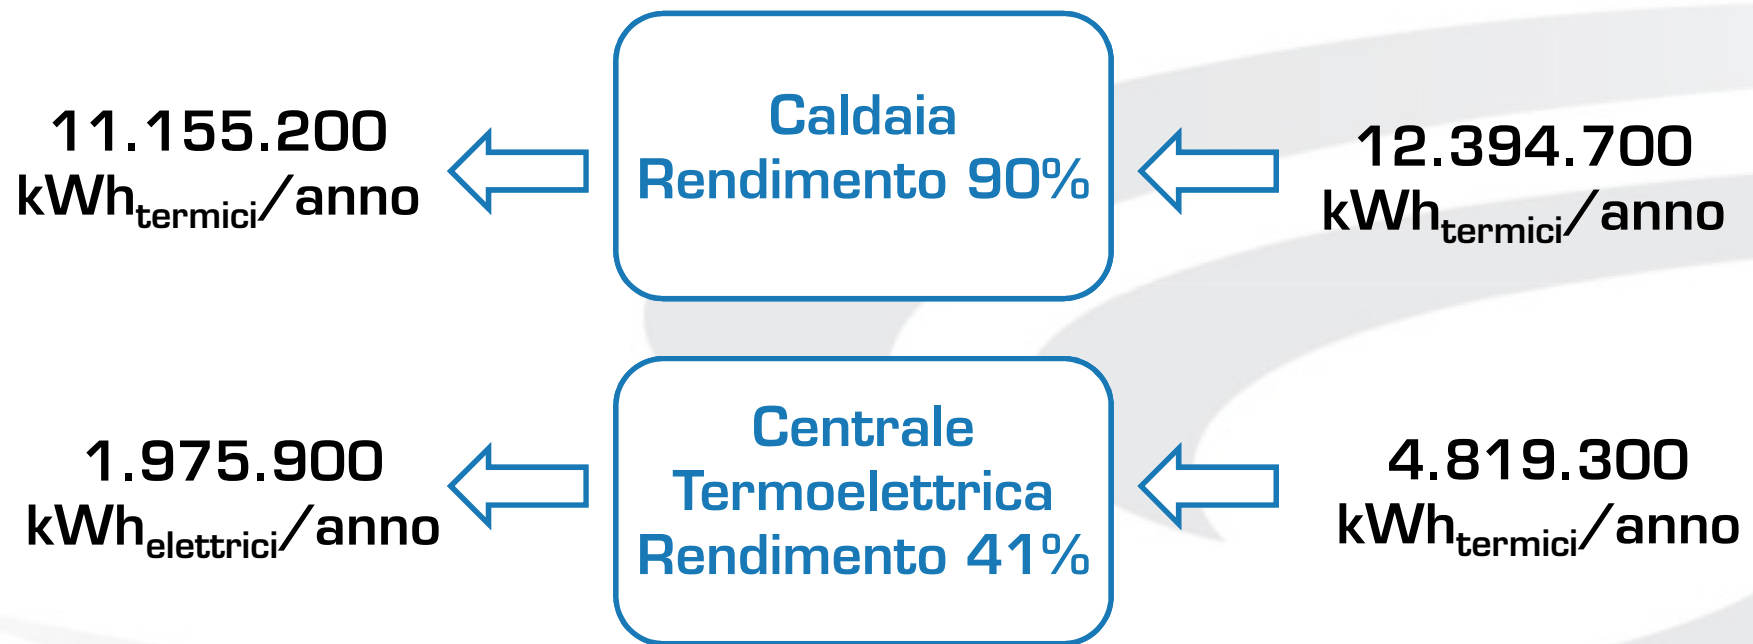 11.155.200
kWhtermici/anno
Caldaia
Rendimento 90%
12.394.700
kWhtermici/anno
1.975.900
kWhelettrici/anno
Centrale
Termoelettrica
Rendimento 41%
4.819.300
kWhtermici/anno